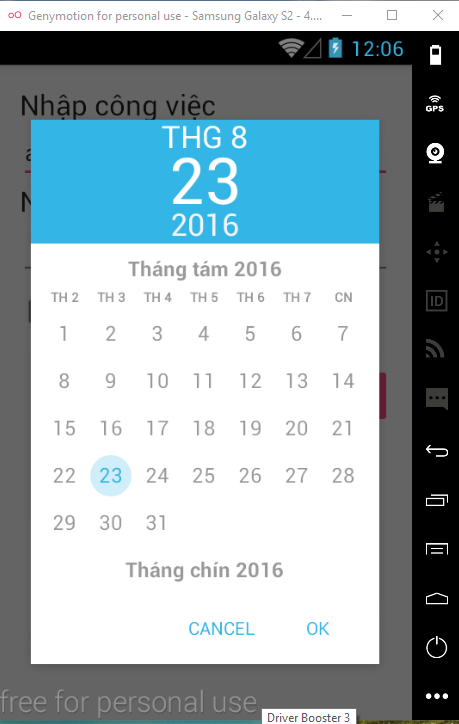 Genymotion for personal use - Samsung Galaxy S2 - 4....
12:06
GPS
Nhập công việc
a
N
THG 8
23
2016
Tháng tám 2016
TH 2 TH 3 TH 4 TH 5 TH 6 TH 7 CN
1 2 3 4 5 6 7
8 9 10 11 12 13 14
ID
15 16 17 18 19 20 21
22 23 24 25 26 27 28
29 30 31
Tháng chín 2016
CANCEL OK
free for personal use
Driver Booster 3